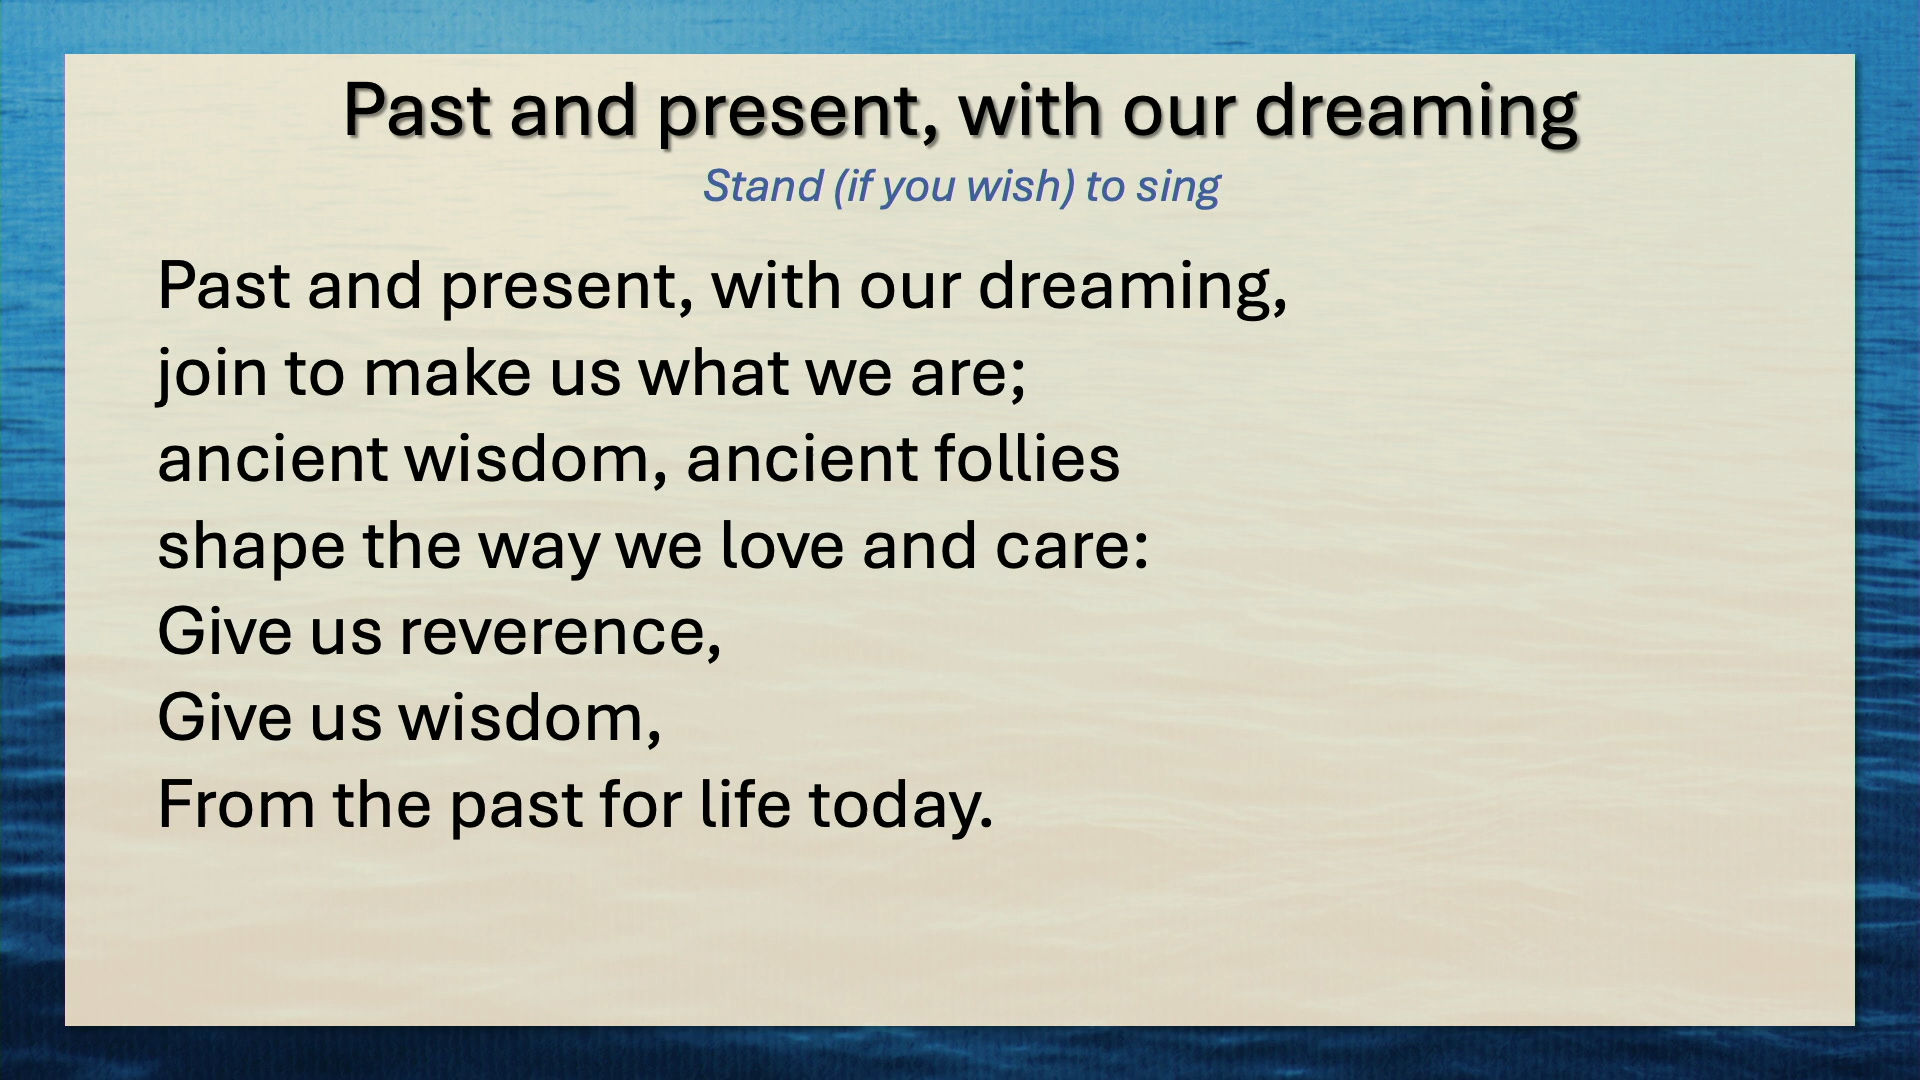 Past and present, with our dreaming
Stand (if you wish) to sing
Past and present, with our dreaming,
join to make us what we are;
ancient wisdom, ancient follies
shape the way we love and care:
Give us reverence,
Give us wisdom,
From the past for life today.